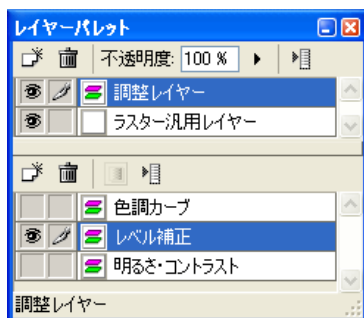 レイヤーパレット
不透明度: 100 %
調整レイヤー
ラスター汎用レイヤー
色調カーブ
レベル補正
明るさ・コントラスト
調整レイヤー